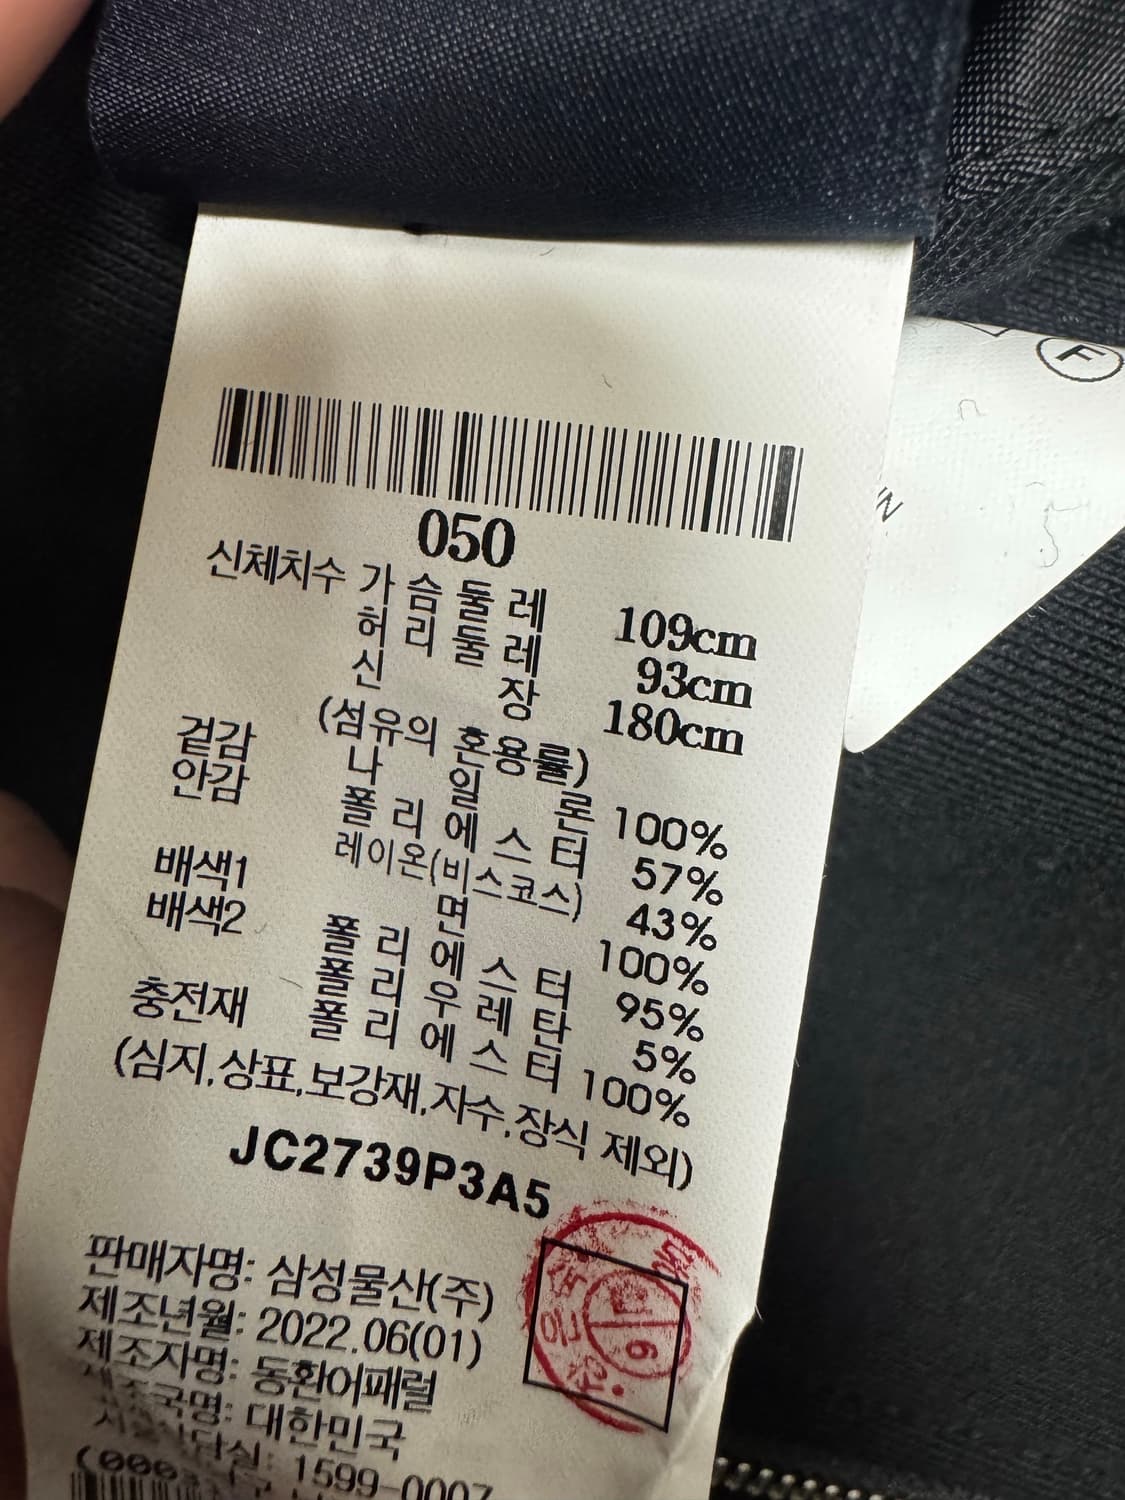 050
신체치수 가슴둘레 109cm
허리둘레 93cm
신장 180cm
(섬유의 혼용률)
겉감 나일론 100%
안감 폴리에스터 57%
레이온(비스코스) 43%
배색1 면 100%
배색2 폴리에스터 95%
폴리우레탄 5%
충전재 폴리에스터 100%
(심지,상표,보강재,자수,장식 제외)
JC2739P3A5
판매자명: 삼성물산(주)
제조년월: 2022.06(01)
제조자명: 동환어패럴
제조국명: 대한민국
1599-0007
F
IN